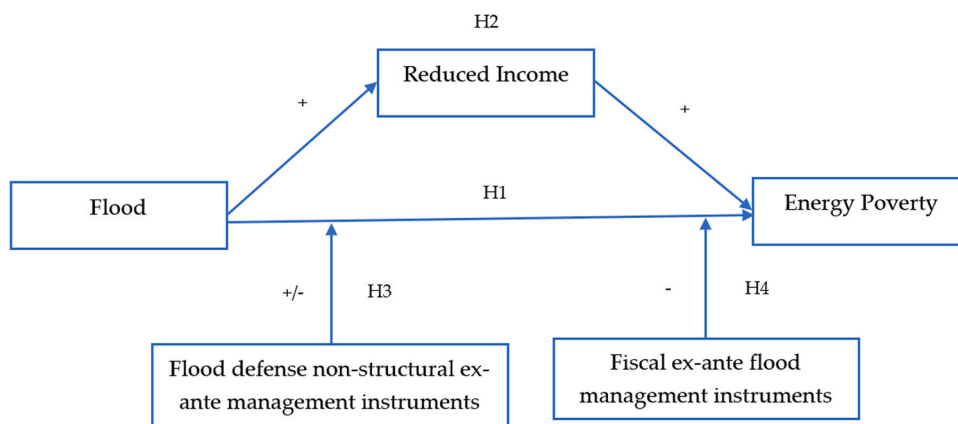 H2
Reduced Income
+
+
Flood
H1
Energy Poverty
+/-
H3
-
H4
Flood defense non-structural ex-
ante management instruments
Fiscal ex-ante flood
management instruments